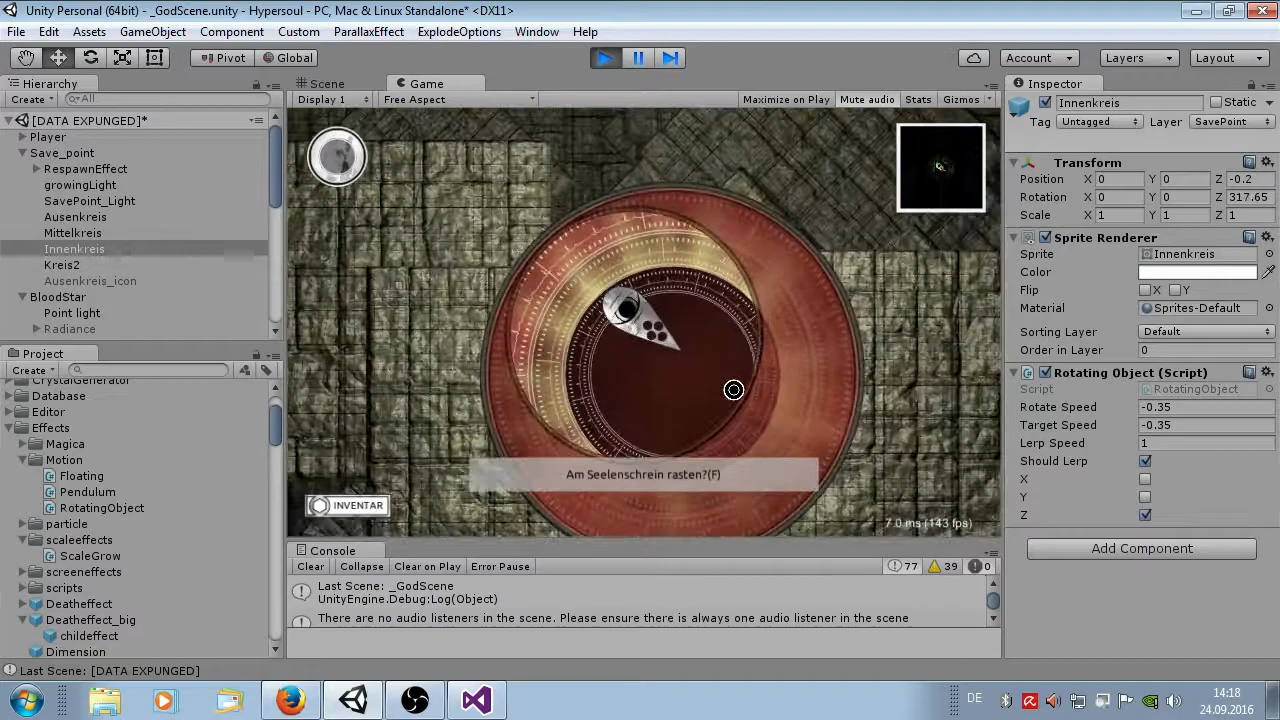 Unity Personal (64bit) - _GodScene.unity - Hypersoul - PC, Mac & Linux Standalone* <DX11>
File Edit Assets GameObject Component Custom ParallaxEffect ExplodeOptions Window Help
Pivot Global Account Layers Layout
Hierarchy
Create All
[DATA EXPUNGED]*
Player
Save_point
RespawnEffect
growingLight
SavePoint_Light
Ausenkreis
Mittelkreis
Innenkreis
Kreis2
Ausenkreis_icon
BloodStar
Point light
Radiance
Project
Create
CrystalGenerator
Database
Editor
Effects
Magica
Motion
Floating
Pendulum
RotatingObject
particle
scaleeffects
ScaleGrow
screeneffects
scripts
Deatheffect
Deatheffect_big
childeffect
Dimension
Scene Game
Display 1 Free Aspect Maximize on Play Mute audio Stats Gizmos
Am Seelenschrein rasten?(F)
INVENTAR
7.0 ms (143 fps)
Console
Clear Collapse Clear on Play Error Pause 77 39 0
Last Scene: _GodScene
UnityEngine.Debug:Log(Object)
There are no audio listeners in the scene. Please ensure there is always one audio listener in the scene
Inspector
Innenkreis Static
Tag Untagged Layer SavePoint
Transform
Position X 0 Y 0 Z -0.2
Rotation X 0 Y 0 Z 317.65
Scale X 1 Y 1 Z 1
Sprite Renderer
Sprite Innenkreis
Color
Flip X Y
Material Sprites-Default
Sorting Layer Default
Order in Layer 0
Rotating Object (Script)
Script RotatingObject
Rotate Speed -0.35
Target Speed -0.35
Lerp Speed 1
Should Lerp
X
Y
Z
Add Component
Last Scene: [DATA EXPUNGED]
DE 14:18
24.09.2016